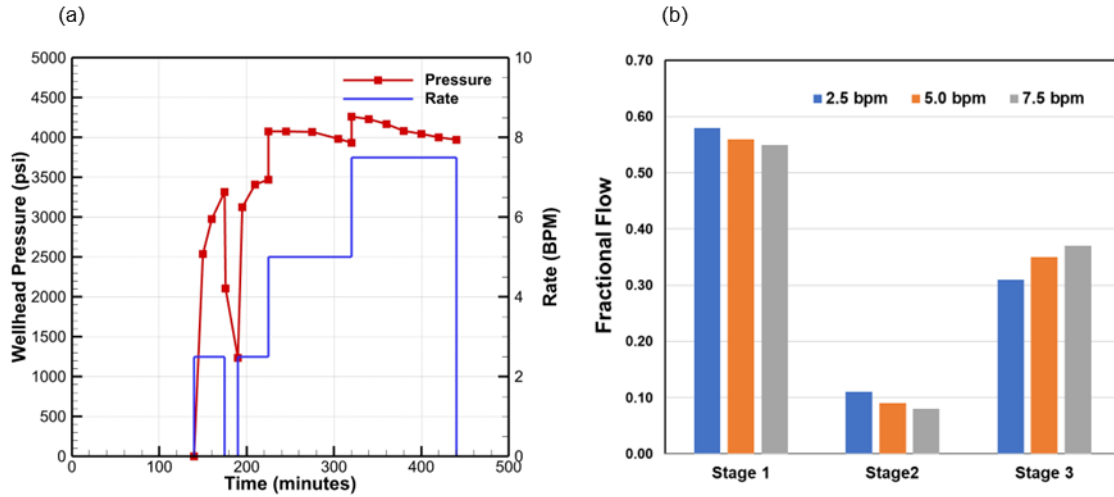 (a)
5000
4500
4000
3500
3000
2500
2000
1500
1000
500
0
Wellhead Pressure (psi)
0 100 200 300 400 500
Time (minutes)
10
8
6
4
2
0
Rate (BPM)
Pressure
Rate
(b)
0.70
0.60
0.50
0.40
0.30
0.20
0.10
0.00
Fractional Flow
2.5 bpm 5.0 bpm 7.5 bpm
Stage 1 Stage2 Stage 3